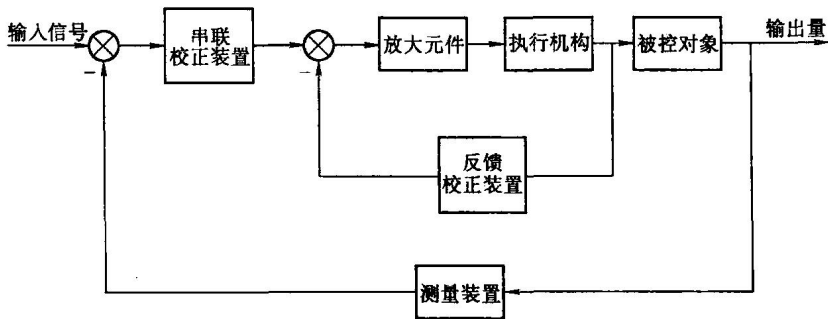 输入信号
串联
校正装置
放大元件
执行机构
被控对象
输出量
−
−
反馈
校正装置
测量装置